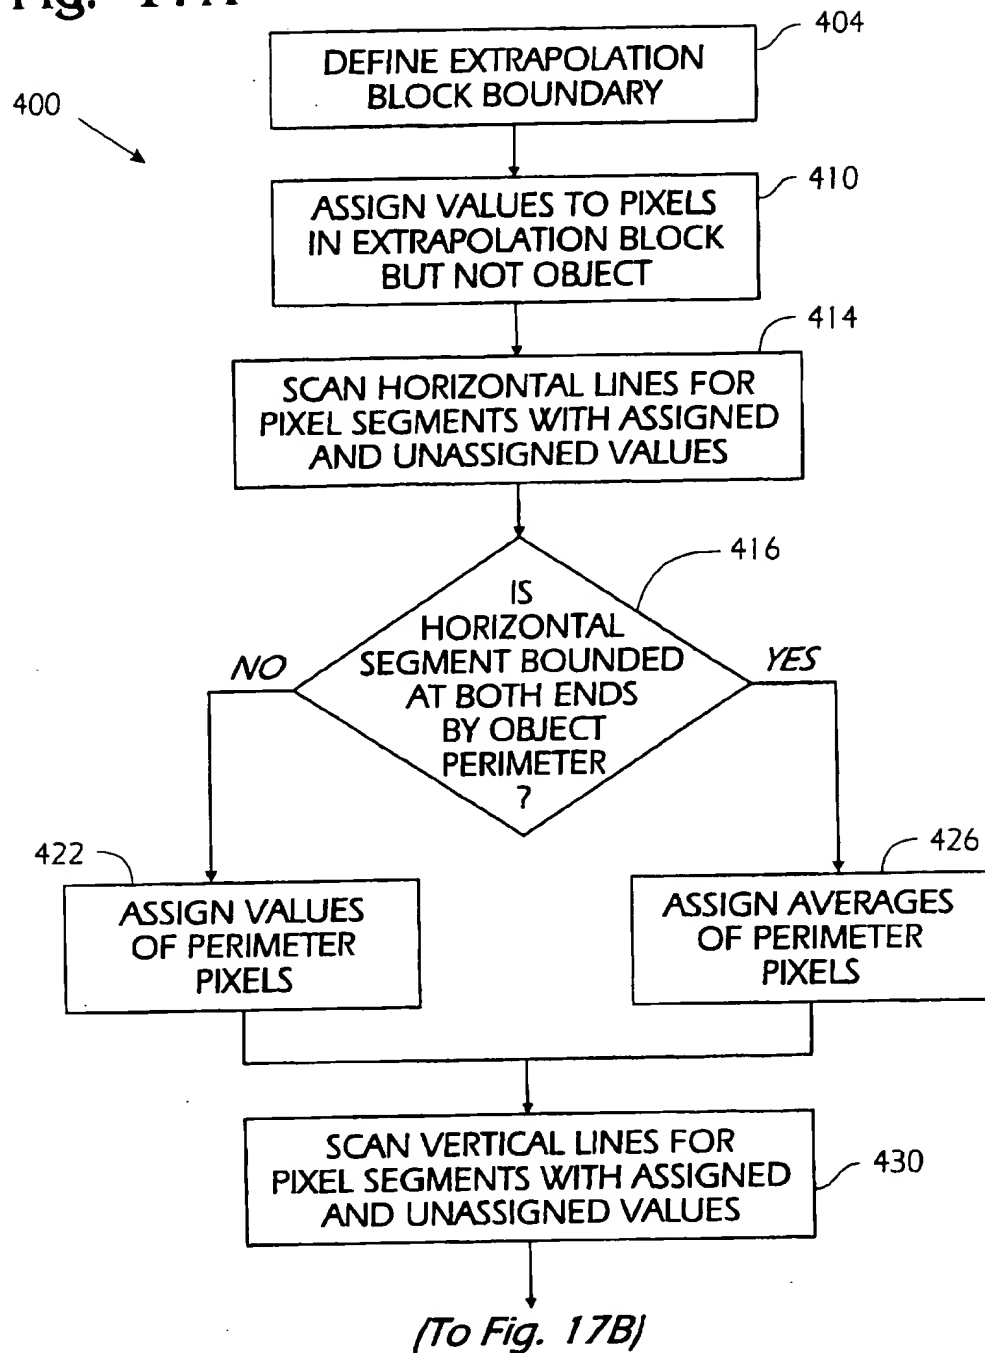 Fig. 17A
404
DEFINE EXTRAPOLATION
BLOCK BOUNDARY
400
410
ASSIGN VALUES TO PIXELS
IN EXTRAPOLATION BLOCK
BUT NOT OBJECT
414
SCAN HORIZONTAL LINES FOR
PIXEL SEGMENTS WITH ASSIGNED
AND UNASSIGNED VALUES
416
IS
HORIZONTAL
SEGMENT BOUNDED
AT BOTH ENDS
BY OBJECT
PERIMETER
?
NO
YES
422
ASSIGN VALUES
OF PERIMETER
PIXELS
426
ASSIGN AVERAGES
OF PERIMETER
PIXELS
SCAN VERTICAL LINES FOR
PIXEL SEGMENTS WITH ASSIGNED
AND UNASSIGNED VALUES
430
(To Fig. 17B)